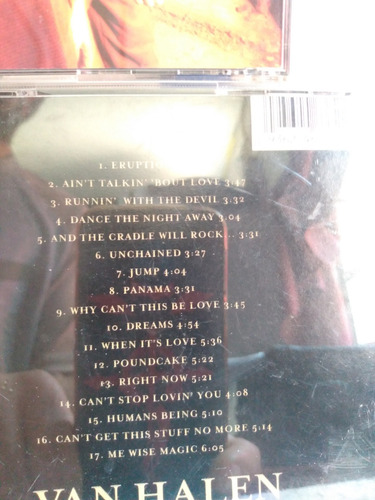 1. ERUPTI
2. AIN'T TALKIN' 'BOUT LOVE 3:47
3. RUNNIN' WITH THE DEVIL 3:32
4. DANCE THE NIGHT AWAY 3:04
5. AND THE CRADLE WILL ROCK... 3:31
6. UNCHAINED 3:27
7. JUMP 4:04
8. PANAMA 3:31
9. WHY CAN'T THIS BE LOVE 3:45
10. DREAMS 4:54
11. WHEN IT'S LOVE 5:36
12. POUNDCAKE 5:22
13. RIGHT NOW 5:21
14. CAN'T STOP LOVIN' YOU 4:08
15. HUMANS BEING 5:10
16. CAN'T GET THIS STUFF NO MORE 5:14
17. ME WISE MAGIC 6:05
VAN HALEN